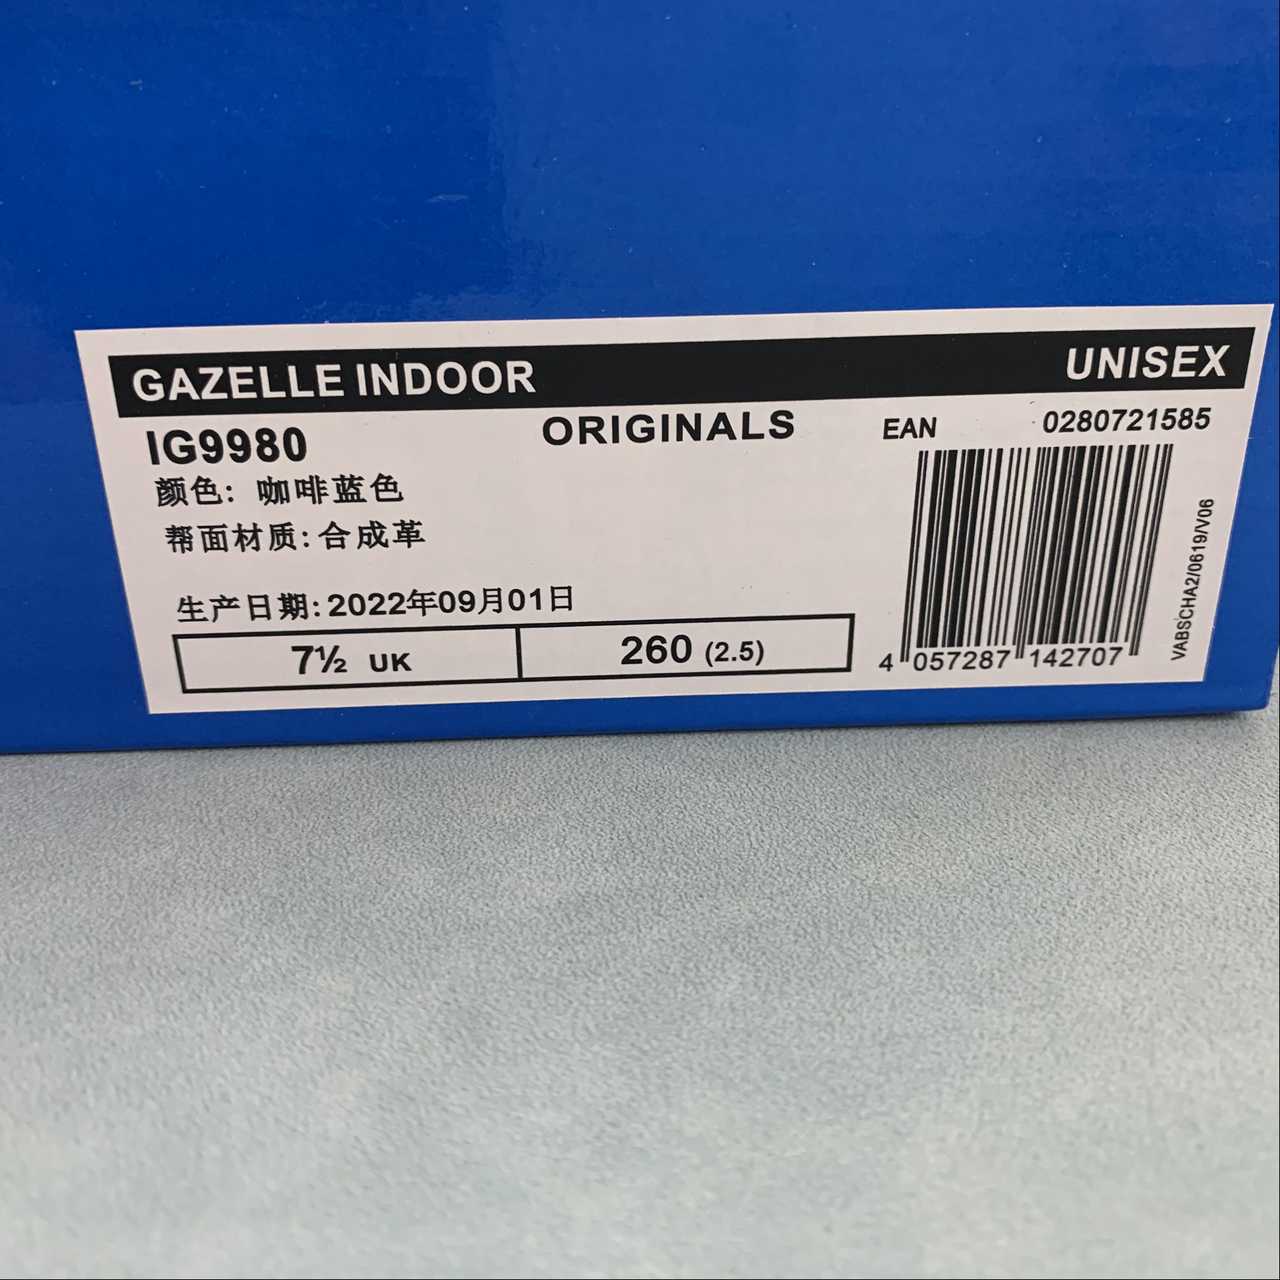 GAZELLE INDOOR UNISEX
IG9980 ORIGINALS EAN 0280721585
颜色: 咖啡蓝色
帮面材质:合成革
生产日期:2022年09月01日
7½ UK 260 (2.5)
4 057287 142707
VABSCHA2/0619/V06